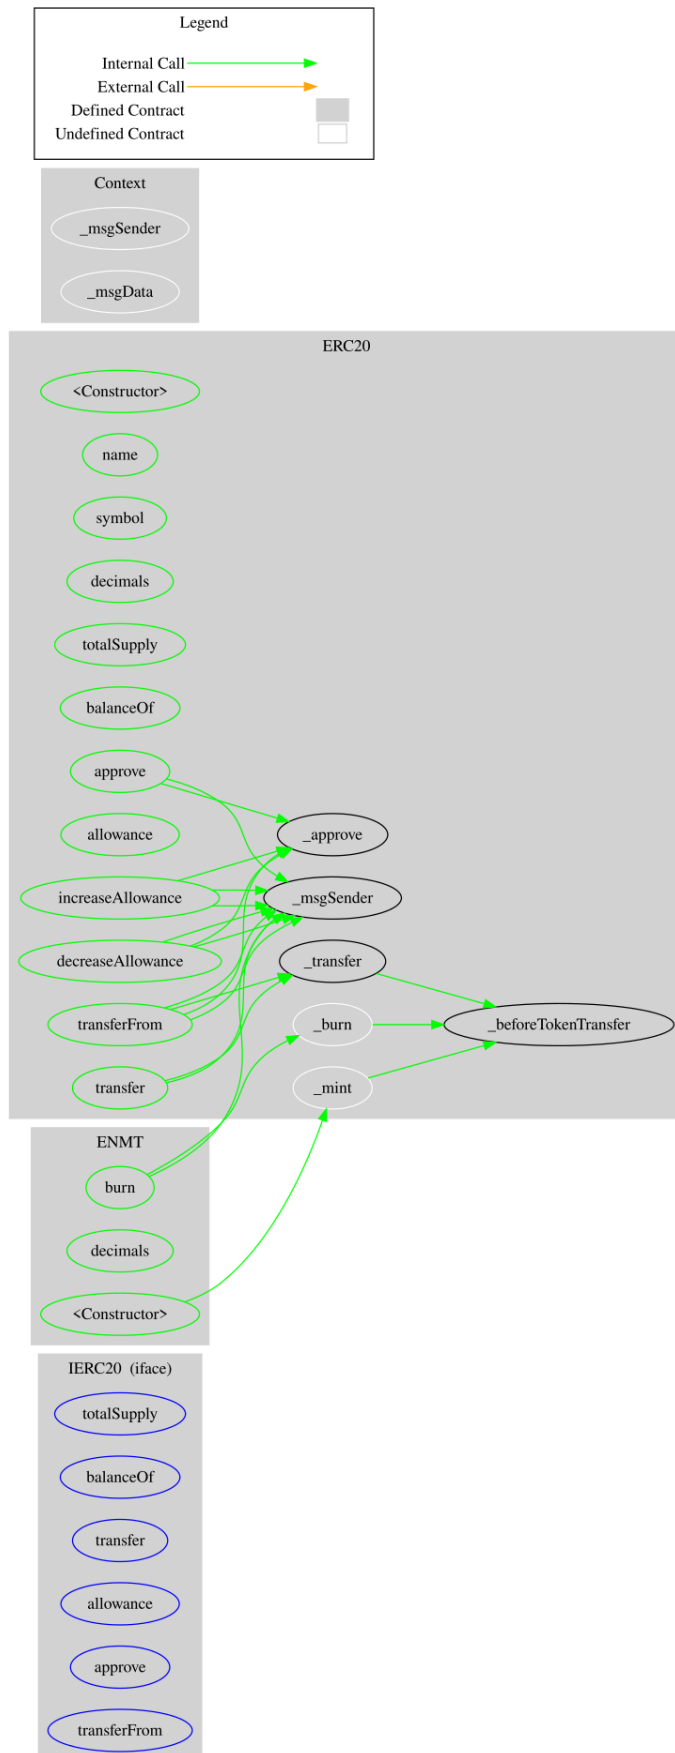 Legend
Internal Call
External Call
Defined Contract
Undefined Contract
Context
_msgSender
_msgData
ERC20
<Constructor>
name
symbol
decimals
totalSupply
balanceOf
approve
allowance
_approve
increaseAllowance
_msgSender
decreaseAllowance
_transfer
transferFrom
_burn
_beforeTokenTransfer
transfer
_mint
ENMT
burn
decimals
<Constructor>
IERC20 (iface)
totalSupply
balanceOf
transfer
allowance
approve
transferFrom